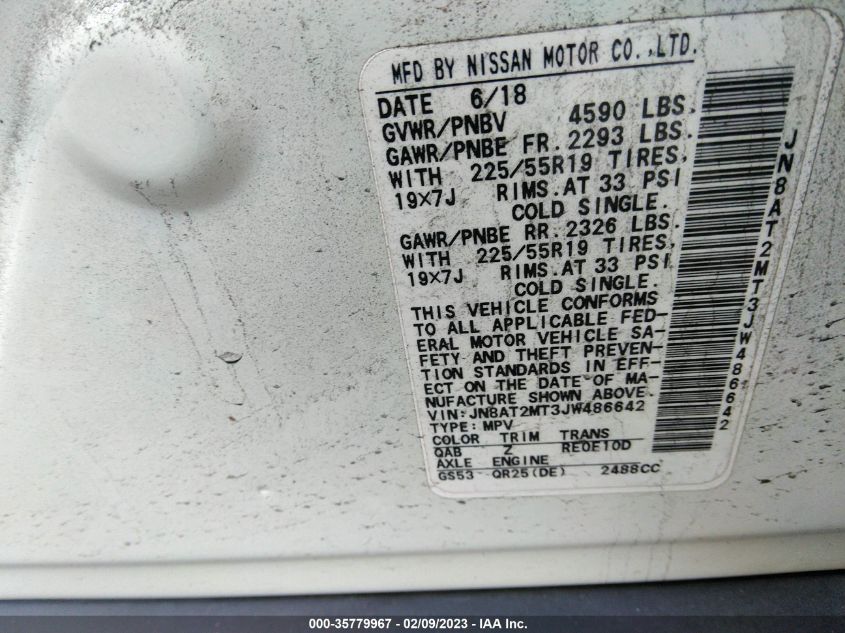 MFD BY NISSAN MOTOR CO.,LTD.
DATE 6/18
GVWR/PNBV 4590 LBS.
GAWR/PNBE FR. 2293 LBS.
WITH 225/55R19 TIRES,
19×7J RIMS.AT 33 PSI
COLD SINGLE.
GAWR/PNBE RR. 2326 LBS.
WITH 225/55R19 TIRES,
19×7J RIMS.AT 33 PSI
COLD SINGLE.
THIS VEHICLE CONFORMS
TO ALL APPLICABLE FED-
ERAL MOTOR VEHICLE SA-
FETY AND THEFT PREVEN-
TION STANDARDS IN EFF-
ECT ON THE DATE OF MA-
NUFACTURE SHOWN ABOVE.
VIN:JN8AT2MT3JW486642
TYPE:MPV
COLOR TRIM TRANS
QAB Z RE0F10D
AXLE ENGINE
GS53 QR25(DE) 2488CC
JN8AT2MT3JW486642
000-35779967 — 02/09/2023 — IAA Inc.